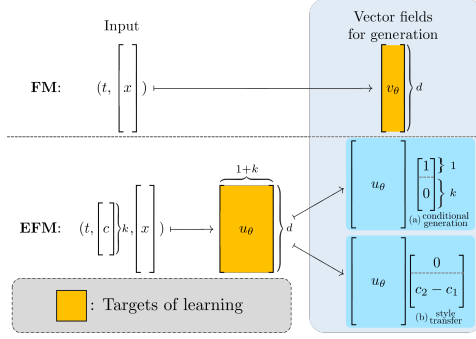 Input
Vector fields
for generation
FM: (t, [x]) ↦ [v_θ] } d
1+k
EFM: (t, [c] } k, [x]) ↦ [u_θ] } d
[u_θ] [1 0] } 1 } k
(a) conditional generation
[u_θ] [0 c_2 − c_1]
(b) style transfer
: Targets of learning